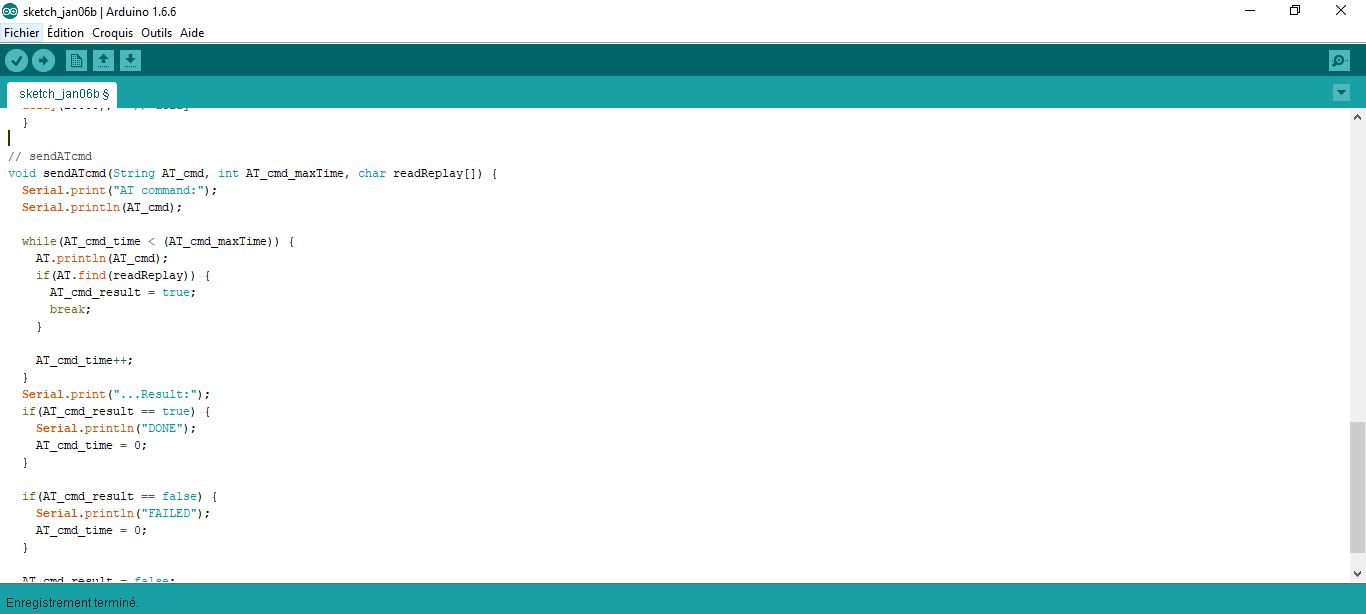 sketch_jan06b | Arduino 1.6.6
Fichier Édition Croquis Outils Aide
sketch_jan06b §
}
// sendATcmd
void sendATcmd(String AT_cmd, int AT_cmd_maxTime, char readReplay[]) {
Serial.print("AT command:");
Serial.println(AT_cmd);
while(AT_cmd_time < (AT_cmd_maxTime)) {
AT.println(AT_cmd);
if(AT.find(readReplay)) {
AT_cmd_result = true;
break;
}
AT_cmd_time++;
}
Serial.print("...Result:");
if(AT_cmd_result == true) {
Serial.println("DONE");
AT_cmd_time = 0;
}
if(AT_cmd_result == false) {
Serial.println("FAILED");
AT_cmd_time = 0;
}
AT_cmd_result = false;
Enregistrement terminé.